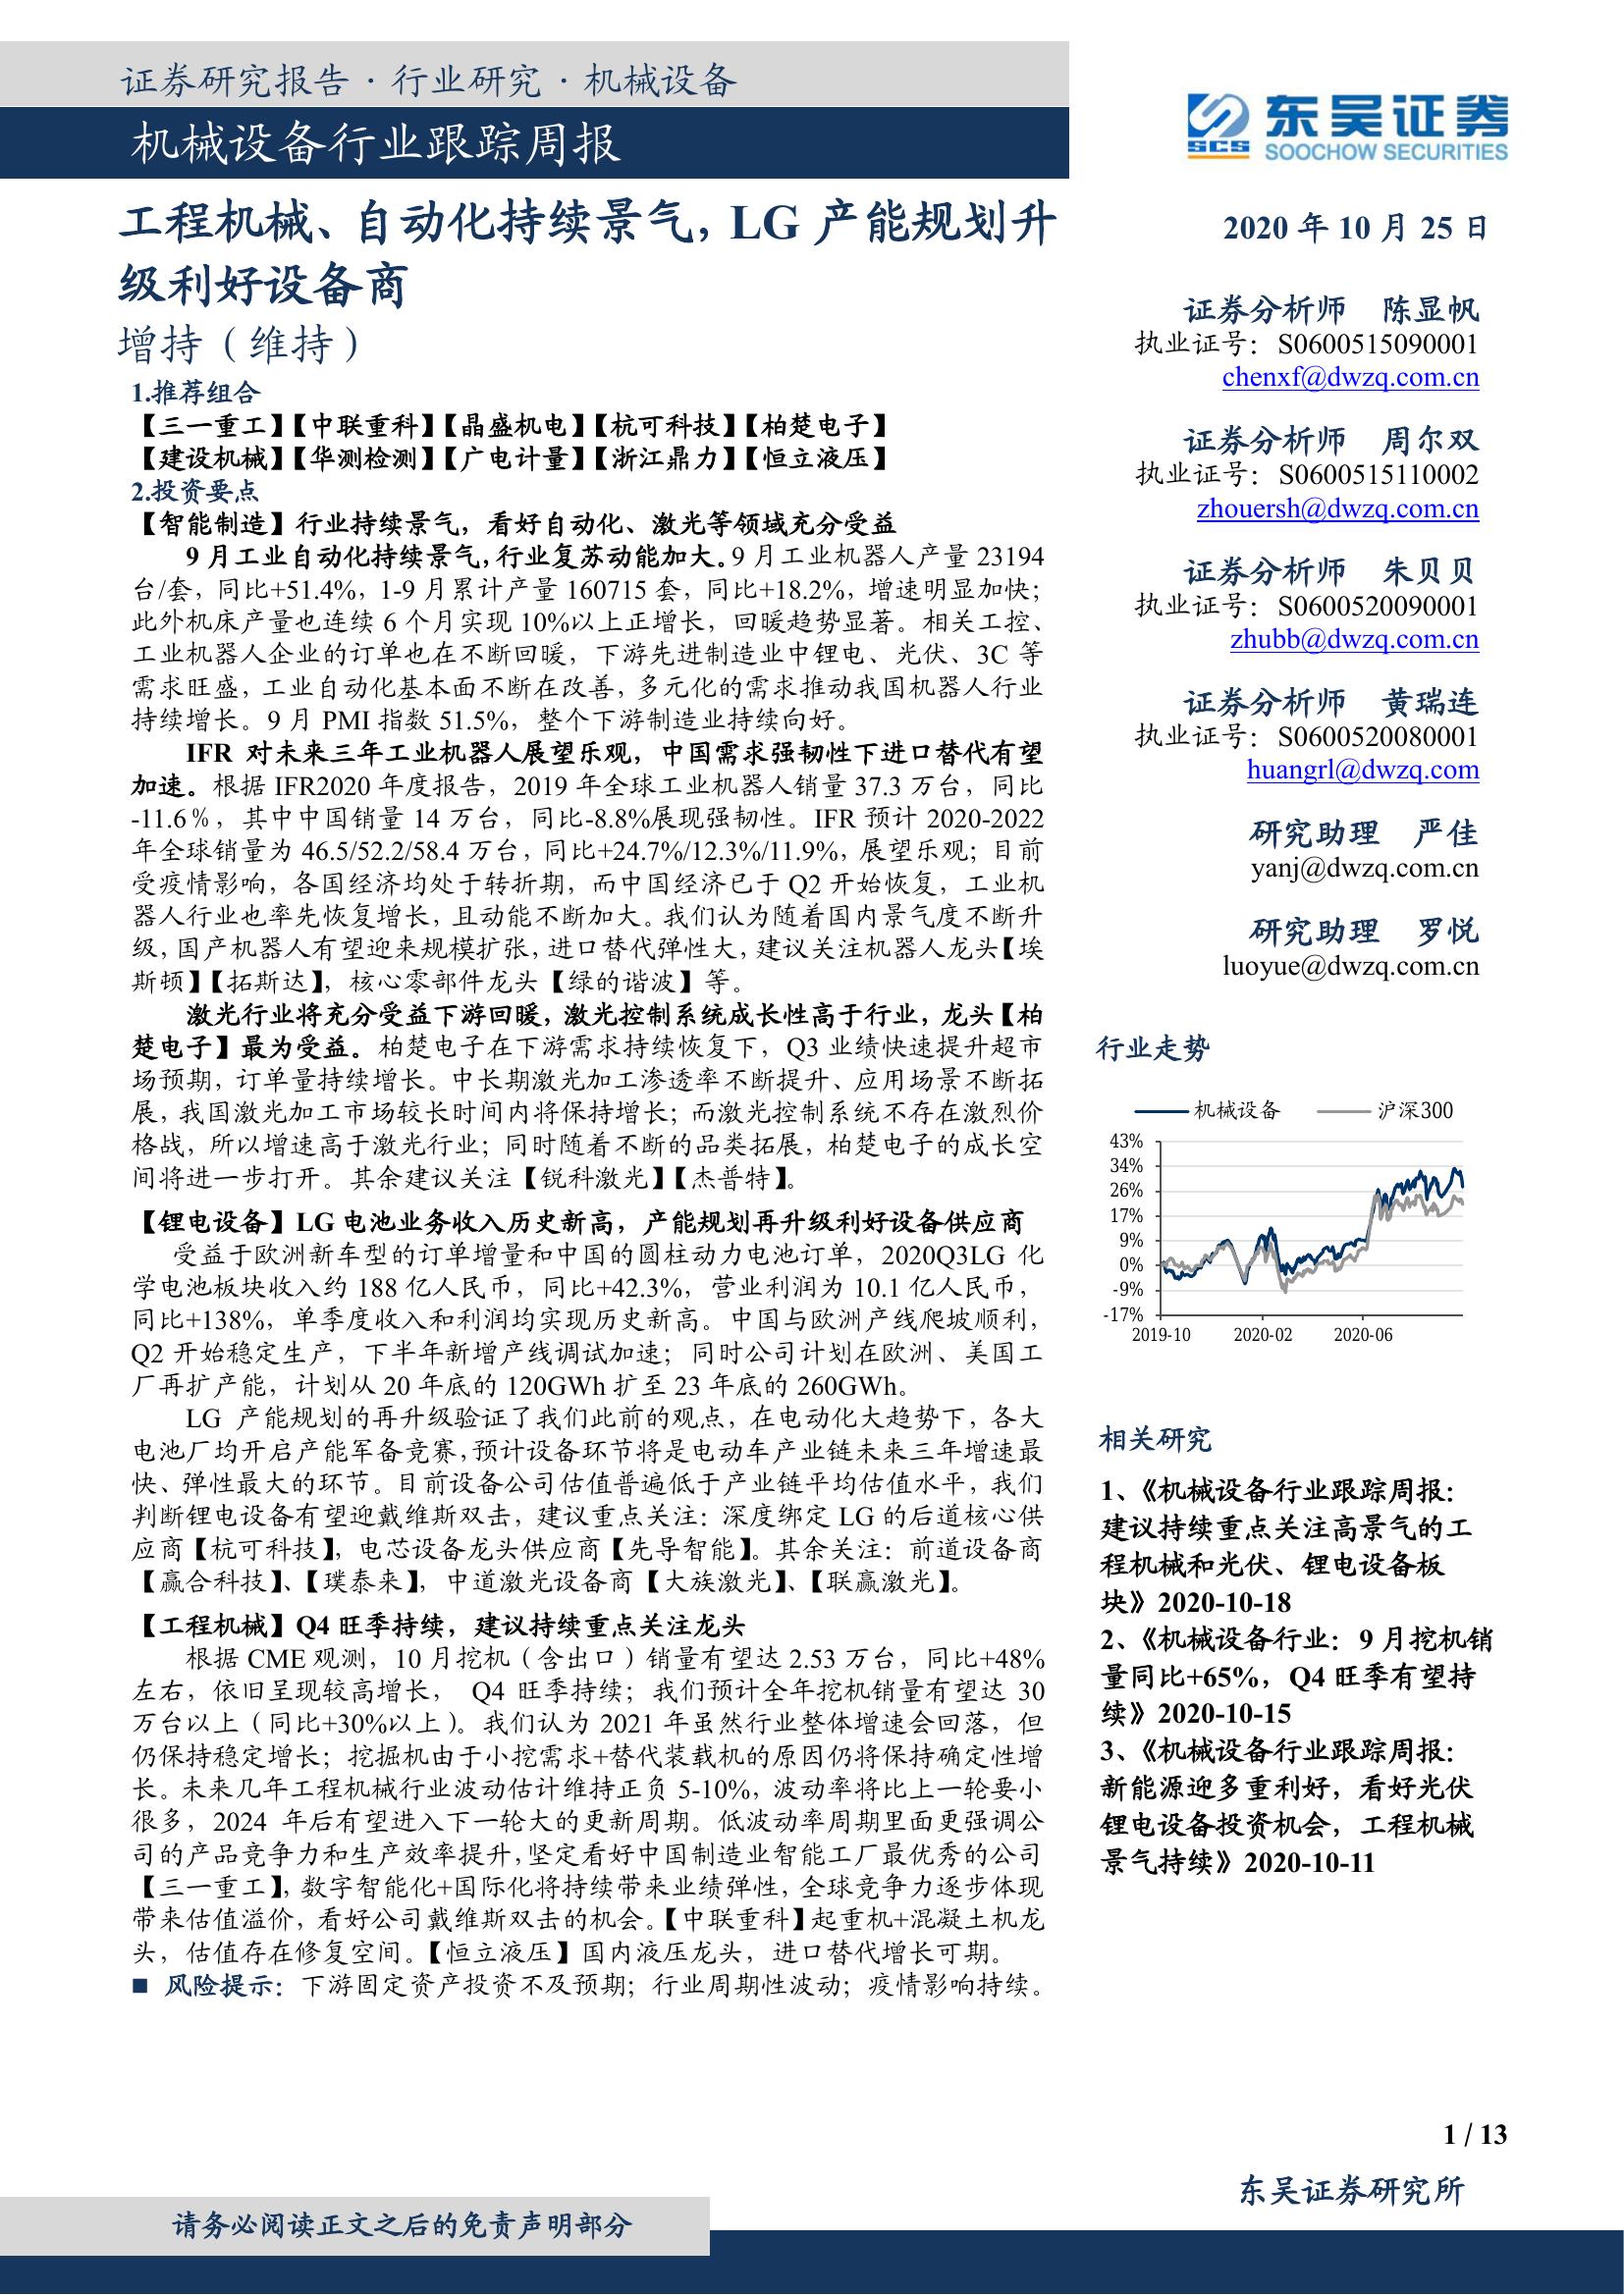 证券研究报告 · 行业研究 · 机械设备
机械设备行业跟踪周报
东吴证券
SCS
SOOCHOW SECURITIES
工程机械、自动化持续景气，LG 产能规划升
级利好设备商
增持（维持）
1.推荐组合
【三一重工】【中联重科】【晶盛机电】【杭可科技】【柏楚电子】
【建设机械】【华测检测】【广电计量】【浙江鼎力】【恒立液压】
2.投资要点
【智能制造】行业持续景气，看好自动化、激光等领域充分受益
9 月工业自动化持续景气，行业复苏动能加大。9 月工业机器人产量 23194
台/套，同比+51.4%，1-9 月累计产量 160715 套，同比+18.2%，增速明显加快；
此外机床产量也连续 6 个月实现 10%以上正增长，回暖趋势显著。相关工控、
工业机器人企业的订单也在不断回暖，下游先进制造业中锂电、光伏、3C 等
需求旺盛，工业自动化基本面不断在改善，多元化的需求推动我国机器人行业
持续增长。9 月 PMI 指数 51.5%，整个下游制造业持续向好。
IFR 对未来三年工业机器人展望乐观，中国需求强韧性下进口替代有望
加速。根据 IFR2020 年度报告，2019 年全球工业机器人销量 37.3 万台，同比
-11.6％，其中中国销量 14 万台，同比-8.8%展现强韧性。IFR 预计 2020-2022
年全球销量为 46.5/52.2/58.4 万台，同比+24.7%/12.3%/11.9%，展望乐观；目前
受疫情影响，各国经济均处于转折期，而中国经济已于 Q2 开始恢复，工业机
器人行业也率先恢复增长，且动能不断加大。我们认为随着国内景气度不断升
级，国产机器人有望迎来规模扩张，进口替代弹性大，建议关注机器人龙头【埃
斯顿】【拓斯达】，核心零部件龙头【绿的谐波】等。
激光行业将充分受益下游回暖，激光控制系统成长性高于行业，龙头【柏
楚电子】最为受益。柏楚电子在下游需求持续恢复下，Q3 业绩快速提升超市
场预期，订单量持续增长。中长期激光加工渗透率不断提升、应用场景不断拓
展，我国激光加工市场较长时间内将保持增长；而激光控制系统不存在激烈价
格战，所以增速高于激光行业；同时随着不断的品类拓展，柏楚电子的成长空
间将进一步打开。其余建议关注【锐科激光】【杰普特】。
【锂电设备】LG 电池业务收入历史新高，产能规划再升级利好设备供应商
受益于欧洲新车型的订单增量和中国的圆柱动力电池订单，2020Q3LG 化
学电池板块收入约 188 亿人民币，同比+42.3%，营业利润为 10.1 亿人民币，
同比+138%，单季度收入和利润均实现历史新高。中国与欧洲产线爬坡顺利，
Q2 开始稳定生产，下半年新增产线调试加速；同时公司计划在欧洲、美国工
厂再扩产能，计划从 20 年底的 120GWh 扩至 23 年底的 260GWh。
LG 产能规划的再升级验证了我们此前的观点，在电动化大趋势下，各大
电池厂均开启产能军备竞赛，预计设备环节将是电动车产业链未来三年增速最
快、弹性最大的环节。目前设备公司估值普遍低于产业链平均估值水平，我们
判断锂电设备有望迎戴维斯双击，建议重点关注：深度绑定 LG 的后道核心供
应商【杭可科技】，电芯设备龙头供应商【先导智能】。其余关注：前道设备商
【赢合科技】、【璞泰来】，中道激光设备商【大族激光】、【联赢激光】。
【工程机械】Q4 旺季持续，建议持续重点关注龙头
根据 CME 观测，10 月挖机（含出口）销量有望达 2.53 万台，同比+48%
左右，依旧呈现较高增长， Q4 旺季持续；我们预计全年挖机销量有望达 30
万台以上（同比+30%以上）。我们认为 2021 年虽然行业整体增速会回落，但
仍保持稳定增长；挖掘机由于小挖需求+替代装载机的原因仍将保持确定性增
长。未来几年工程机械行业波动估计维持正负 5-10%，波动率将比上一轮要小
很多，2024 年后有望进入下一轮大的更新周期。低波动率周期里面更强调公
司的产品竞争力和生产效率提升，坚定看好中国制造业智能工厂最优秀的公司
【三一重工】，数字智能化+国际化将持续带来业绩弹性，全球竞争力逐步体现
带来估值溢价，看好公司戴维斯双击的机会。【中联重科】起重机+混凝土机龙
头，估值存在修复空间。【恒立液压】国内液压龙头，进口替代增长可期。
■ 风险提示：下游固定资产投资不及预期；行业周期性波动；疫情影响持续。
2020 年 10 月 25 日
证券分析师 陈显帆
执业证号：S0600515090001
chenxf@dwzq.com.cn
证券分析师 周尔双
执业证号：S0600515110002
zhouersh@dwzq.com.cn
证券分析师 朱贝贝
执业证号：S0600520090001
zhubb@dwzq.com.cn
证券分析师 黄瑞连
执业证号：S0600520080001
huangrl@dwzq.com
研究助理 严佳
yanj@dwzq.com.cn
研究助理 罗悦
luoyue@dwzq.com.cn
行业走势
机械设备 沪深300
43%
34%
26%
17%
9%
0%
-9%
-17%
2019-10 2020-02 2020-06
相关研究
1、《机械设备行业跟踪周报：
建议持续重点关注高景气的工
程机械和光伏、锂电设备板
块》2020-10-18
2、《机械设备行业：9 月挖机销
量同比+65%，Q4 旺季有望持
续》2020-10-15
3、《机械设备行业跟踪周报：
新能源迎多重利好，看好光伏
锂电设备投资机会，工程机械
景气持续》2020-10-11
1 / 13
东吴证券研究所
请务必阅读正文之后的免责声明部分